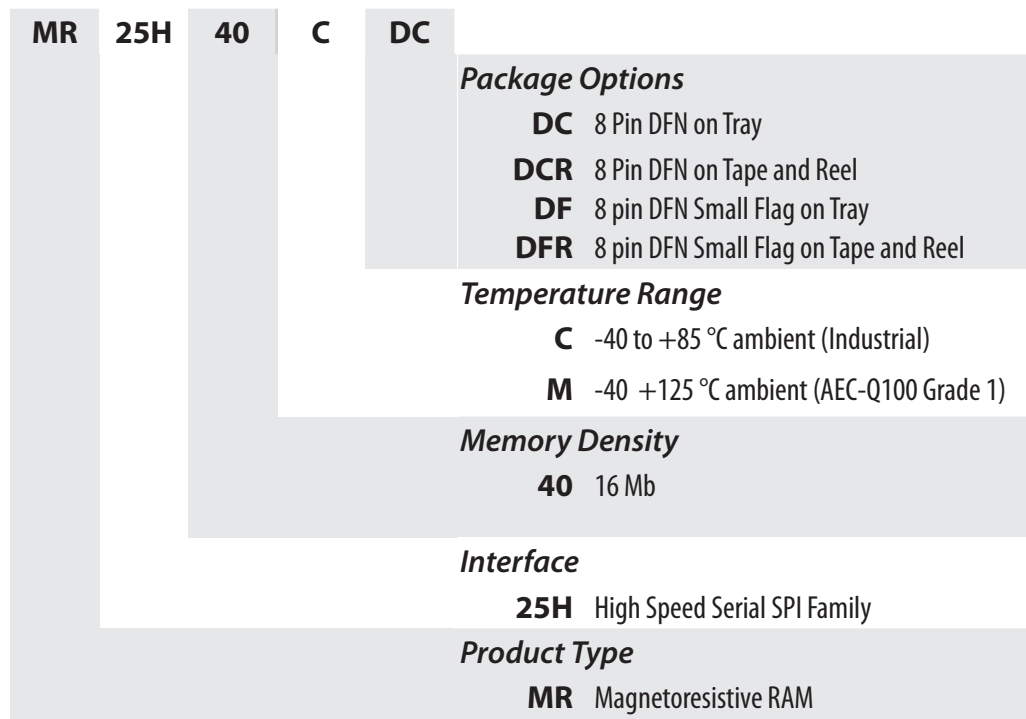 MR 25H 40 C DC
Package Options
DC 8 Pin DFN on Tray
DCR 8 Pin DFN on Tape and Reel
DF 8 pin DFN Small Flag on Tray
DFR 8 pin DFN Small Flag on Tape and Reel
Temperature Range
C -40 to +85 °C ambient (Industrial)
M -40 +125 °C ambient (AEC-Q100 Grade 1)
Memory Density
40 16 Mb
Interface
25H High Speed Serial SPI Family
Product Type
MR Magnetoresistive RAM